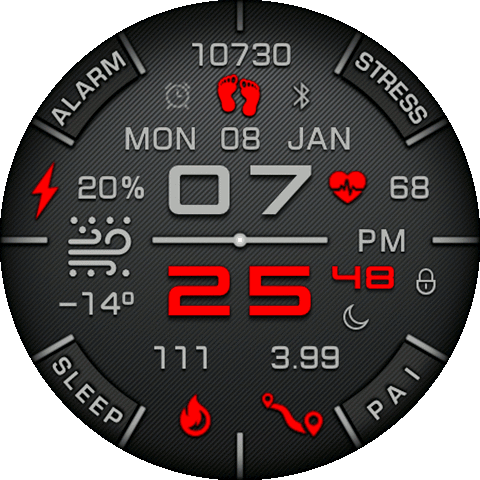 10730
ALARM
STRESS
MON 08 JAN
20%
07
68
PM
-14°
25
48
111
3.99
SLEEP
PAI